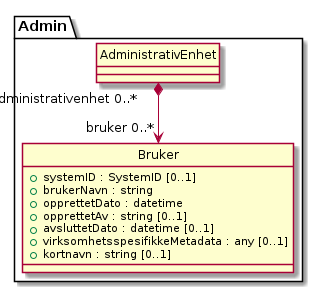 Admin
AdministrativEnhet
dministrativenhet 0..*
bruker 0..*
Bruker
systemID : SystemID [0..1]
brukerNavn : string
opprettetDato : datetime
opprettetAv : string [0..1]
avsluttetDato : datetime [0..1]
virksomhetsspesifikkeMetadata : any [0..1]
kortnavn : string [0..1]